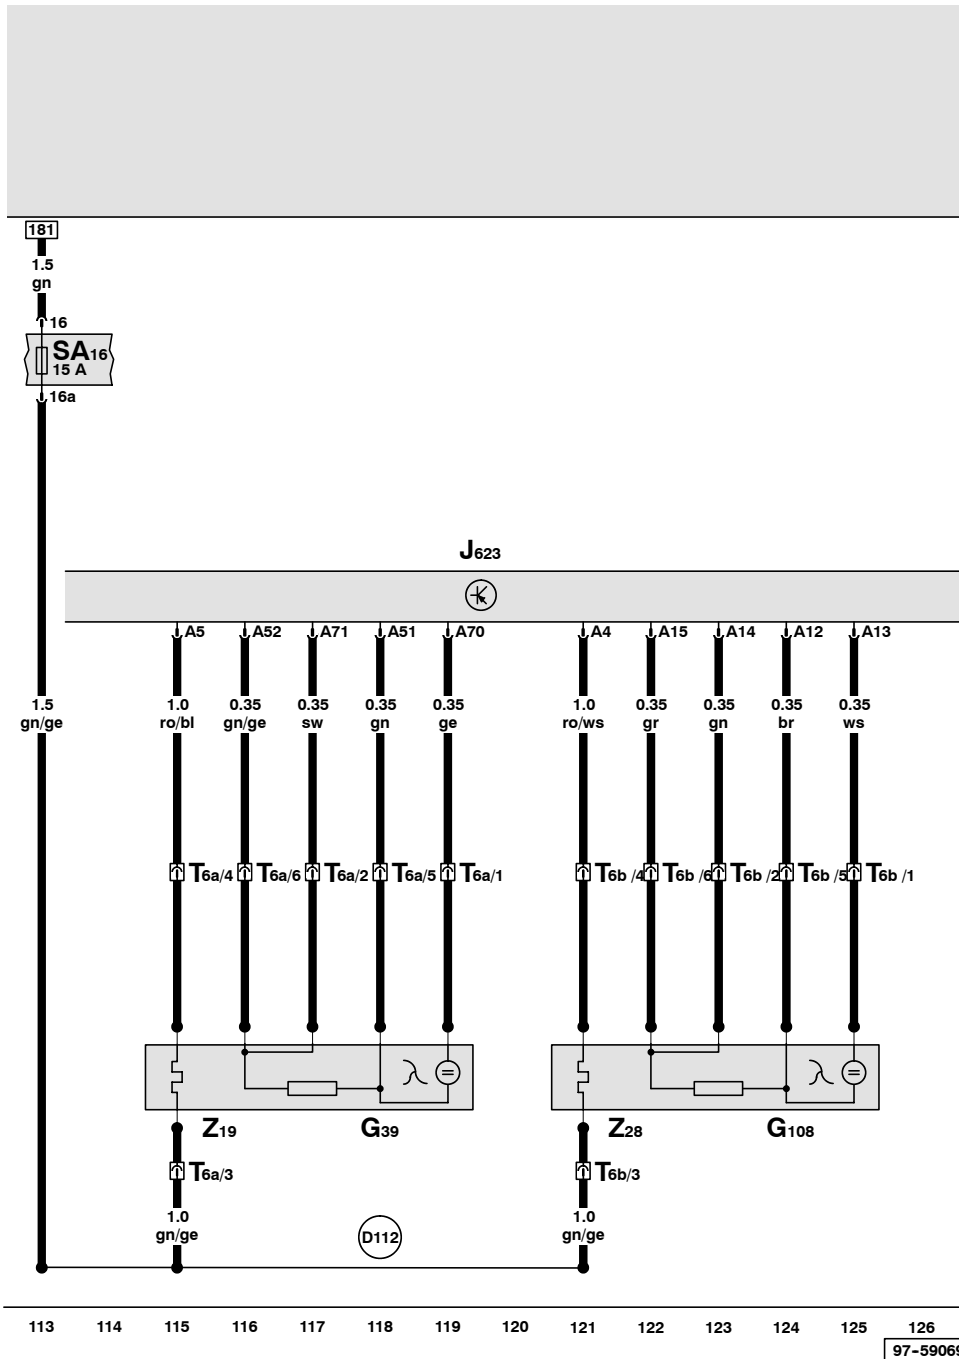 181
1.5
gn
16
SA16
15 A
16a
J623
A5 A52 A71 A51 A70 A4 A15 A14 A12 A13
1.5 1.0 0.35 0.35 0.35 0.35 1.0 0.35 0.35 0.35 0.35
gn/ge ro/bl gn/ge sw gn ge ro/ws gr gn br ws
T6a/4 T6a/6 T6a/2 T6a/5 T6a/1 T6b /4 T6b /6 T6b /2 T6b /5 T6b /1
Z19 G39 Z28 G108
T6a/3 T6b/3
1.0 1.0
gn/ge D112 gn/ge
113 114 115 116 117 118 119 120 121 122 123 124 125 126
97-59069